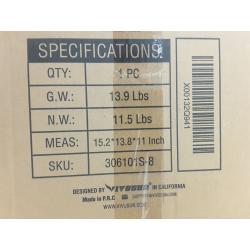 SPECIFICATIONS
QTY: 1 PC
G.W.: 13.9 Lbs
N.W.: 11.5 Lbs
MEAS: 15.2*13.8*11 Inch
SKU: 306101S-8
DESIGNED BY VIVOSUN IN CALIFORNIA
Made in P.R.C
WWW.VIVOSUN.COM
X00132Q941